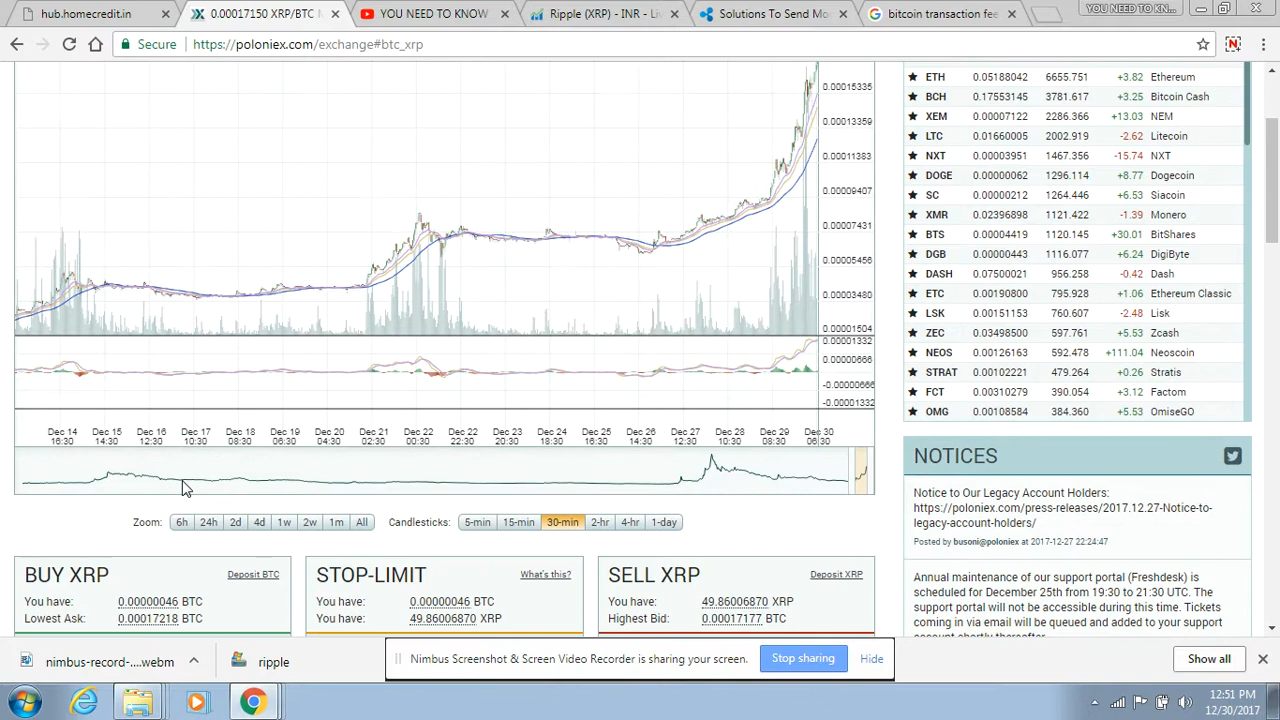 hub.homecredit.in/
0.00017150 XRP/BTC M
YOU NEED TO KNOW
Ripple (XRP) - INR - Li
Solutions To Send Mo
bitcoin transaction fee
YOU NEED TO KN...
Secure
https://poloniex.com/exchange#btc_xrp
0.00015335
0.00013359
0.00011383
0.00009407
0.00007431
0.00005456
0.00003480
0.00001504
0.00001332
0.00000666
-0.00000666
-0.00001332
Dec 14 16:30
Dec 15 14:30
Dec 16 12:30
Dec 17 10:30
Dec 18 08:30
Dec 19 06:30
Dec 20 04:30
Dec 21 02:30
Dec 22 00:30
Dec 22 22:30
Dec 23 20:30
Dec 24 18:30
Dec 25 16:30
Dec 26 14:30
Dec 27 12:30
Dec 28 10:30
Dec 29 08:30
Dec 30 06:30
Zoom: 6h 24h 2d 4d 1w 2w 1m All
Candlesticks: 5-min 15-min 30-min 2-hr 4-hr 1-day
BUY XRP
Deposit BTC
You have: 0.00000046 BTC
Lowest Ask: 0.00017218 BTC
STOP-LIMIT
What's this?
You have: 0.00000046 BTC
You have: 49.86006870 XRP
SELL XRP
Deposit XRP
You have: 49.86006870 XRP
Highest Bid: 0.00017177 BTC
ETH 0.05188042 6655.751 +3.82 Ethereum
BCH 0.17553145 3781.617 +3.25 Bitcoin Cash
XEM 0.00007122 2286.366 +13.03 NEM
LTC 0.01660005 2002.919 -2.62 Litecoin
NXT 0.00003951 1467.356 -15.74 NXT
DOGE 0.00000062 1296.114 +8.77 Dogecoin
SC 0.00000212 1264.446 +6.53 Siacoin
XMR 0.02396898 1121.422 -1.39 Monero
BTS 0.00004419 1120.145 +30.01 BitShares
DGB 0.00000443 1116.077 +6.24 DigiByte
DASH 0.07500021 956.258 -0.42 Dash
ETC 0.00190800 795.928 +1.06 Ethereum Classic
LSK 0.00151153 760.607 -2.48 Lisk
ZEC 0.03498500 597.761 +5.53 Zcash
NEOS 0.00126163 592.478 +111.04 Neoscoin
STRAT 0.00102221 479.264 +0.26 Stratis
FCT 0.00310279 390.054 +3.12 Factom
OMG 0.00108584 384.360 +5.53 OmiseGO
NOTICES
Notice to Our Legacy Account Holders:
https://poloniex.com/press-releases/2017.12.27-Notice-to-
legacy-account-holders/
Posted by busoni@poloniex at 2017-12-27 22:24:47
Annual maintenance of our support portal (Freshdesk) is
scheduled for December 25th from 19:30 to 21:30 UTC. The
support portal will not be accessible during this time. Tickets
coming in via email will be queued and added to your support
account shortly thereafter.
nimbus-record-....webm
ripple
Nimbus Screenshot & Screen Video Recorder is sharing your screen.
Stop sharing
Hide
Show all
12:51 PM
12/30/2017